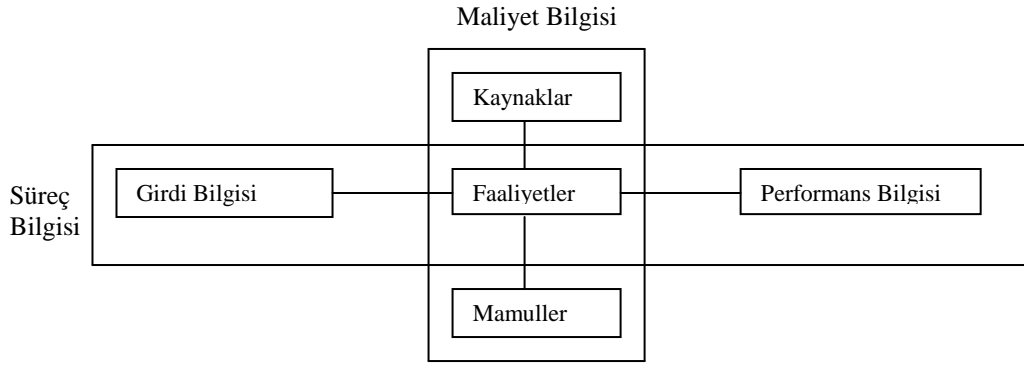 Maliyet Bilgisi
Kaynaklar
Süreç
Bilgisi
Girdi Bilgisi
Faaliyetler
Performans Bilgisi
Mamuller